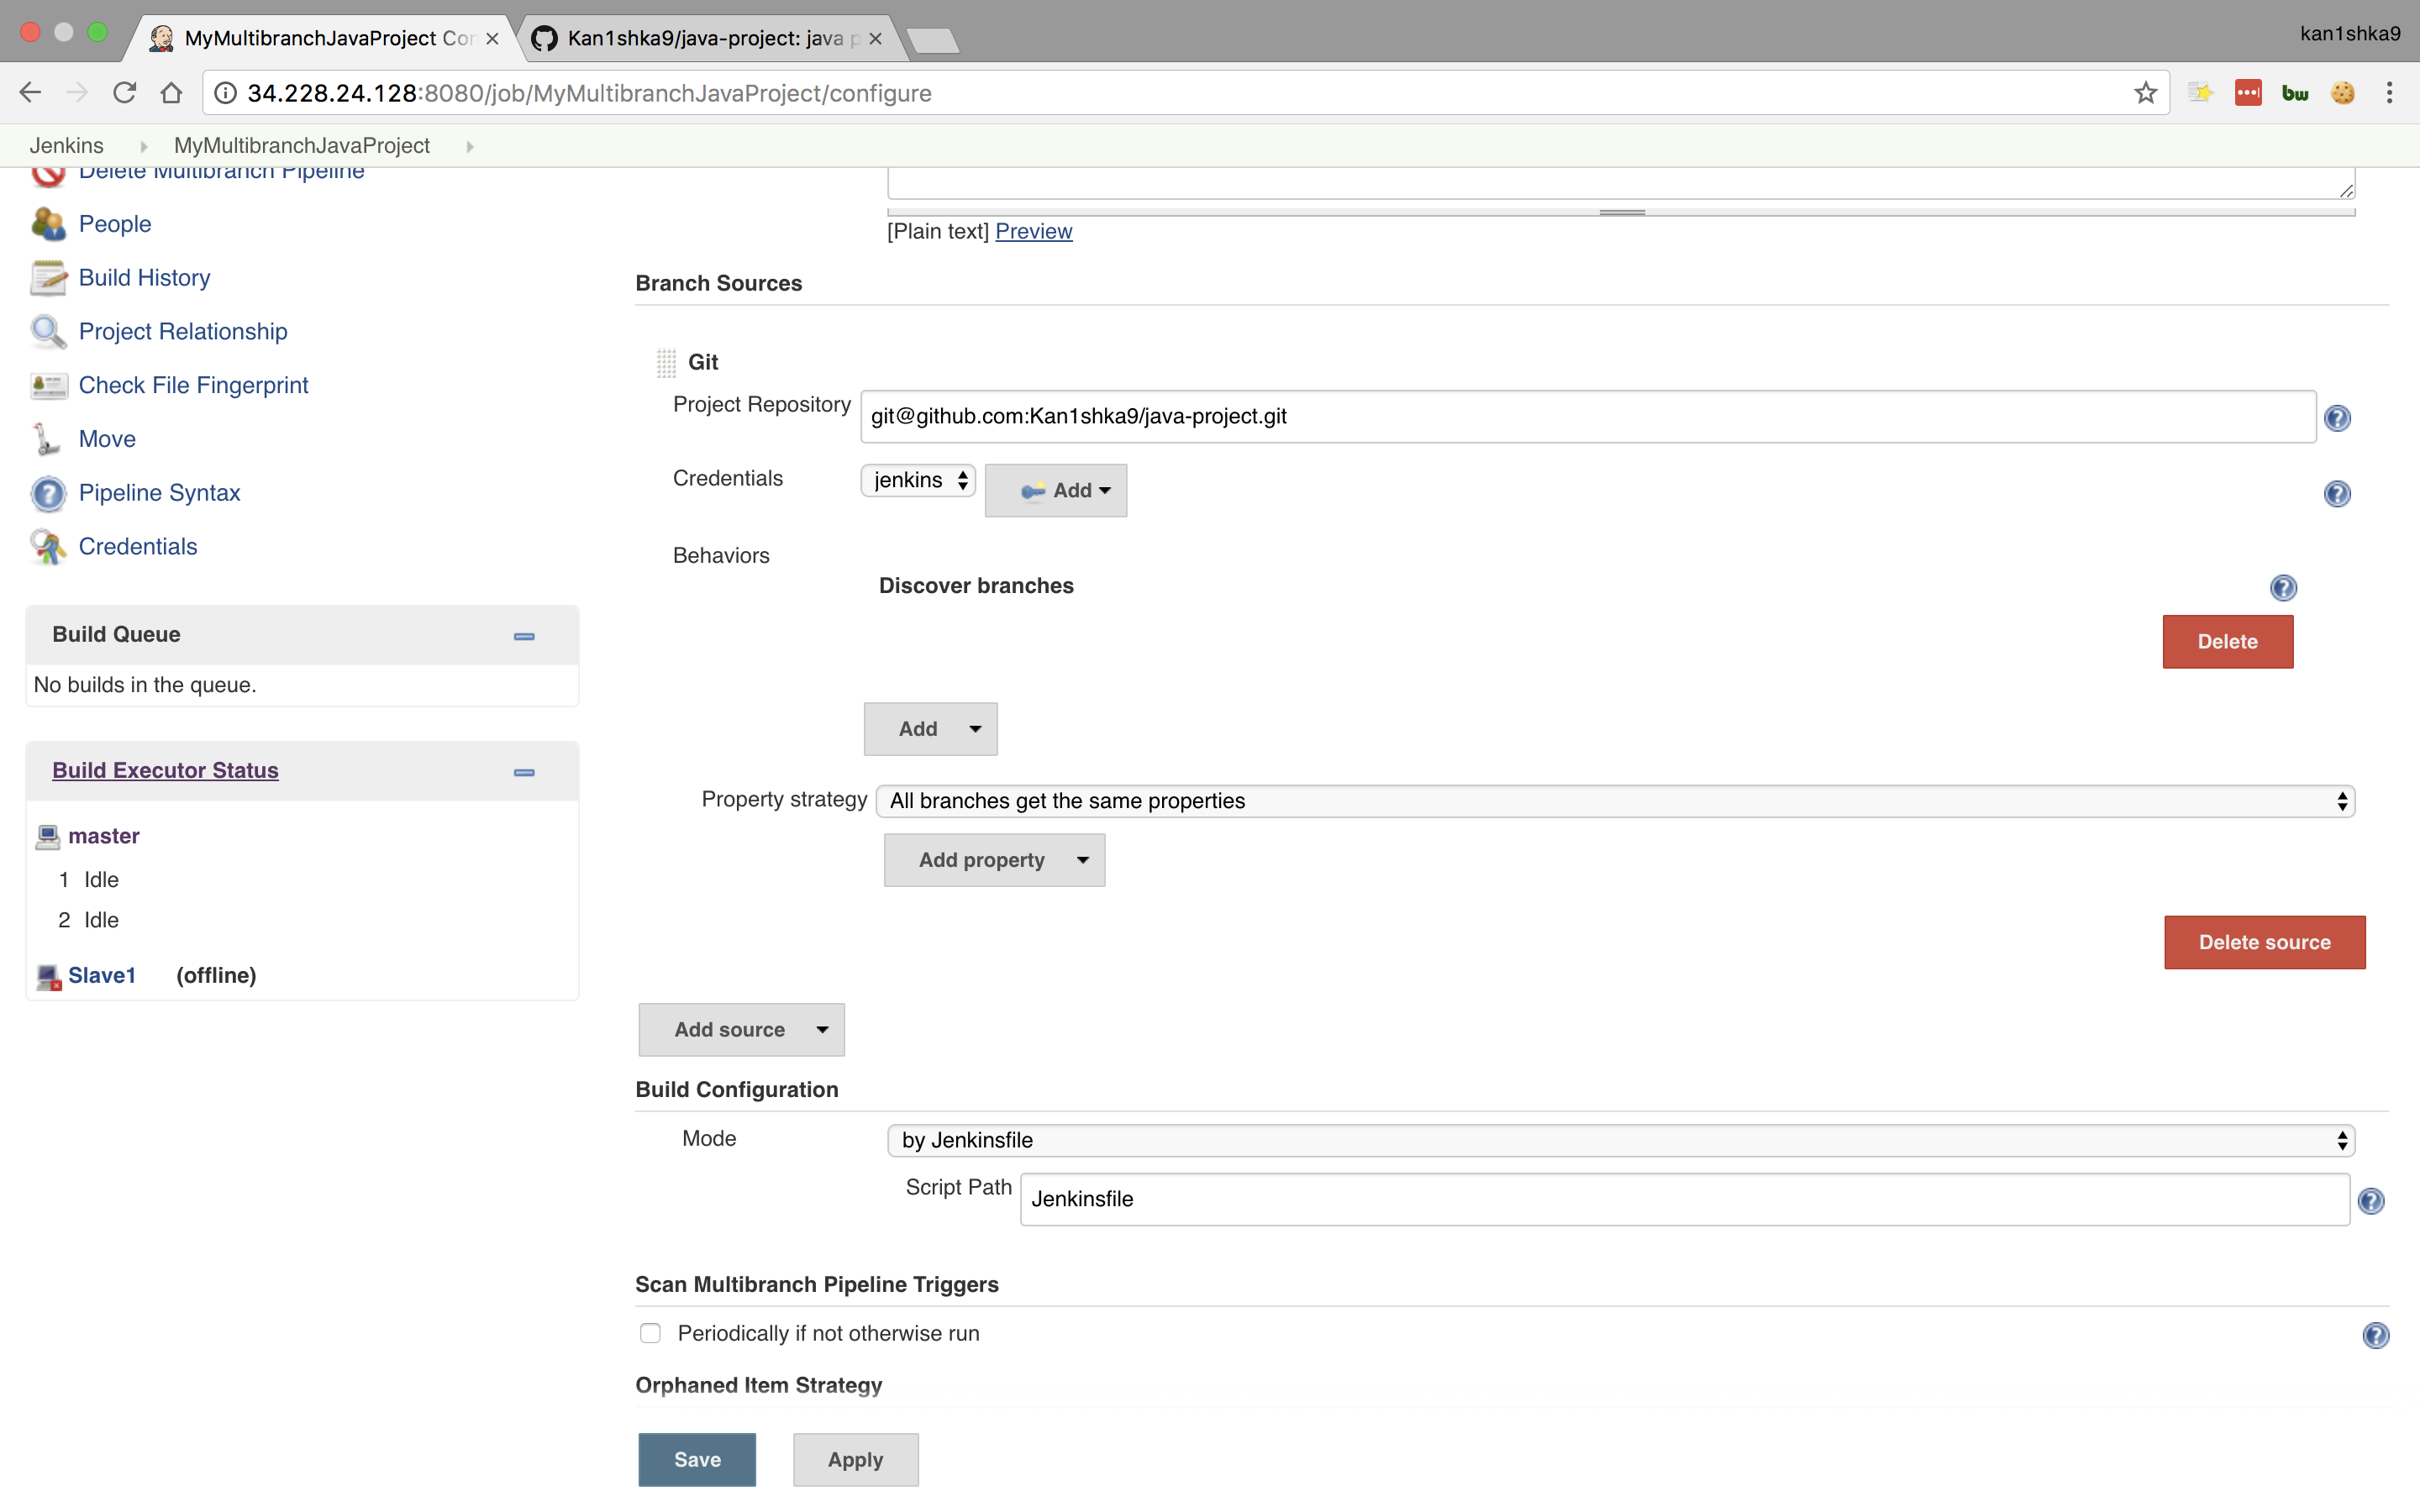 MyMultibranchJavaProject Con
Kan1shka9/java-project: java p
kan1shka9
34.228.24.128:8080/job/MyMultibranchJavaProject/configure
bw
Jenkins
MyMultibranchJavaProject
Delete Multibranch Pipeline
People
Build History
Project Relationship
Check File Fingerprint
Move
Pipeline Syntax
Credentials
Build Queue
No builds in the queue.
Build Executor Status
master
1 Idle
2 Idle
Slave1 (offline)
[Plain text] Preview
Branch Sources
Git
Project Repository
git@github.com:Kan1shka9/java-project.git
Credentials
jenkins
Add
Behaviors
Discover branches
Delete
Add
Property strategy
All branches get the same properties
Add property
Delete source
Add source
Build Configuration
Mode
by Jenkinsfile
Script Path
Jenkinsfile
Scan Multibranch Pipeline Triggers
Periodically if not otherwise run
Orphaned Item Strategy
Save
Apply